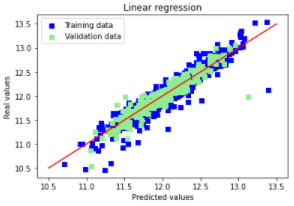 Linear regression
Training data
Validation data
Real values
13.5
13.0
12.5
12.0
11.5
11.0
10.5
10.5 11.0 11.5 12.0 12.5 13.0 13.5
Predicted values